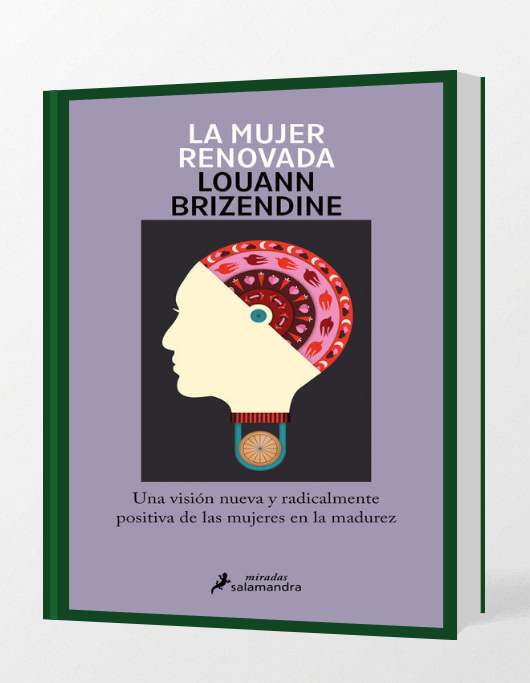 LA MUJER
RENOVADA
LOUANN
BRIZENDINE
Una visión nueva y radicalmente
positiva de las mujeres en la madurez
miradas
salamandra